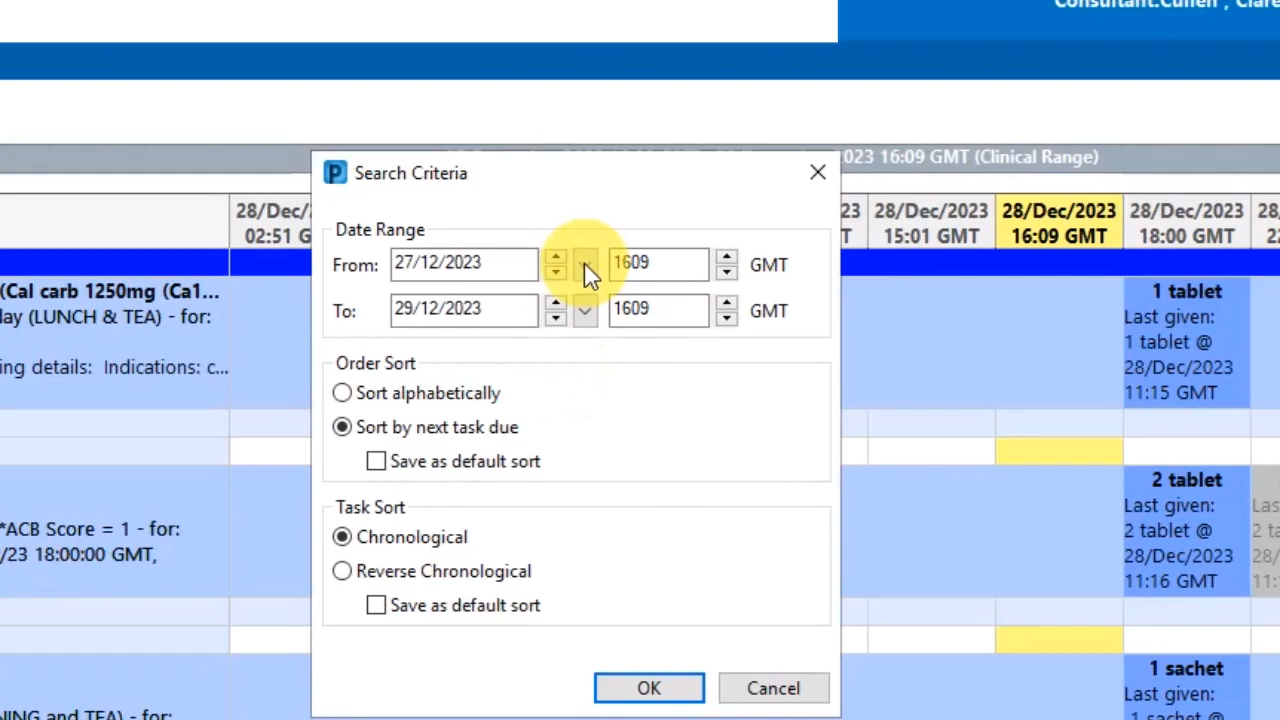 Consultant:Cullen , Clare
023 16:09 GMT (Clinical Range)
P Search Criteria
28/Dec/
02:51 G
23
T
28/Dec/2023
15:01 GMT
28/Dec/2023
16:09 GMT
28/Dec/2023
18:00 GMT
28/
Date Range
From: 27/12/2023 1609 GMT
To: 29/12/2023 1609 GMT
Order Sort
Sort alphabetically
Sort by next task due
Save as default sort
Task Sort
Chronological
Reverse Chronological
Save as default sort
OK Cancel
(Cal carb 1250mg (Ca1...
lay (LUNCH & TEA) - for:
ing details: Indications: c...
1 tablet
Last given:
1 tablet @
28/Dec/2023
11:15 GMT
*ACB Score = 1 - for:
/23 18:00:00 GMT,
2 tablet
Last given:
2 tablet @
28/Dec/2023
11:16 GMT
Las
2 ta
28/
11:
NING and TEA) - for:
1 sachet
Last given:
1 sachet @